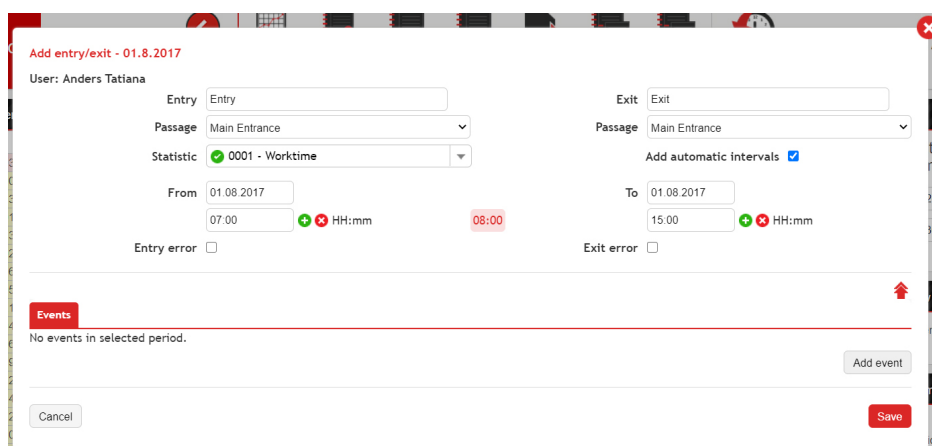 Add entry/exit - 01.8.2017
User: Anders Tatiana
Entry Entry Exit Exit
Passage Main Entrance Passage Main Entrance
Statistic 0001 - Worktime Add automatic intervals
From 01.08.2017 To 01.08.2017
07:00 HH:mm 08:00 15:00 HH:mm
Entry error Exit error
Events
No events in selected period.
Add event
Cancel Save